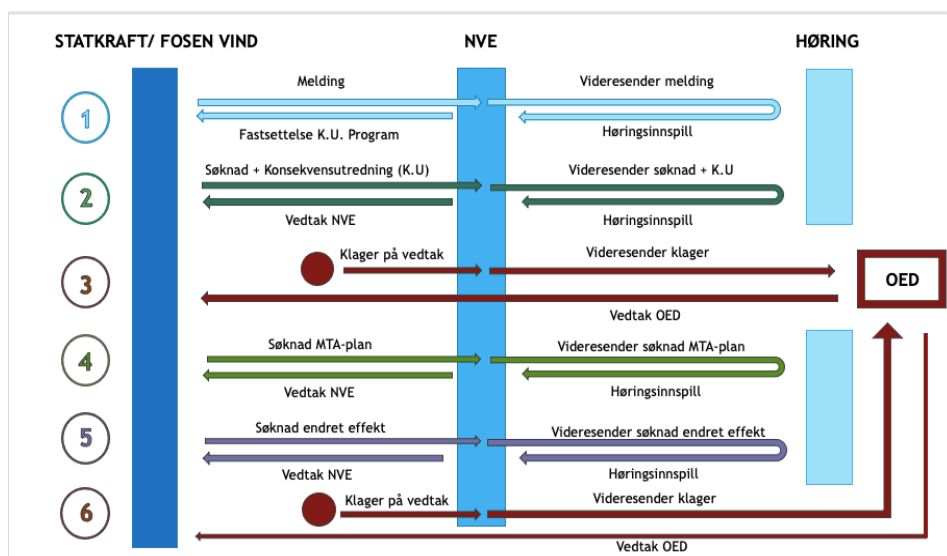 STATKRAFT/ FOSEN VIND
NVE
HØRING
1
Melding
Videresender melding
Fastsettelse K.U. Program
Høringsinnspill
2
Søknad + Konsekvensutredning (K.U)
Videresender søknad + K.U
Vedtak NVE
Høringsinnspill
3
Klager på vedtak
Videresender klager
OED
Vedtak OED
4
Søknad MTA-plan
Videresender søknad MTA-plan
Vedtak NVE
Høringsinnspill
5
Søknad endret effekt
Videresender søknad endret effekt
Vedtak NVE
Høringsinnspill
6
Klager på vedtak
Videresender klager
Vedtak OED